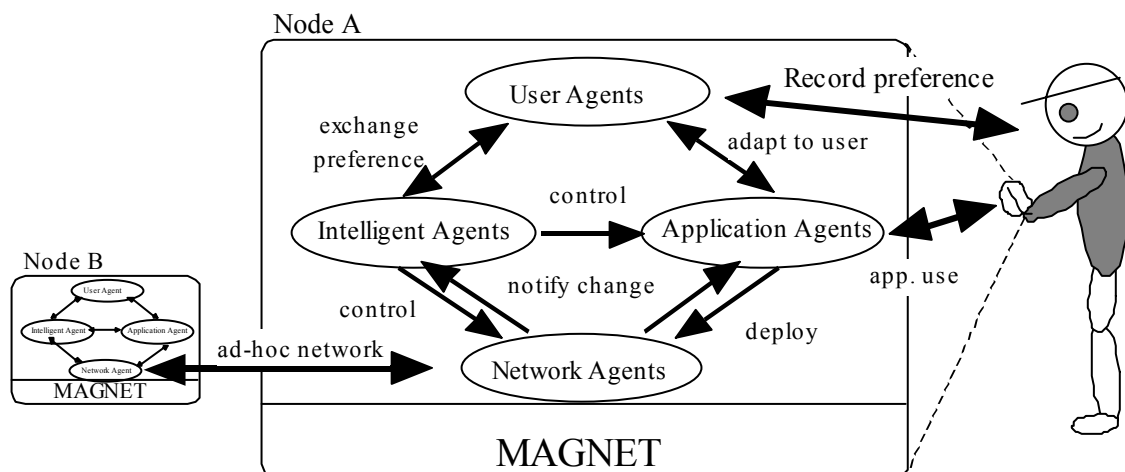 Node A
User Agents
Record preference
exchange
preference
adapt to user
control
Intelligent Agents
Application Agents
Node B
User Agent
Intelligent Agent
Application Agent
Network Agent
MAGNET
notify change
app. use
control
deploy
ad-hoc network
Network Agents
MAGNET